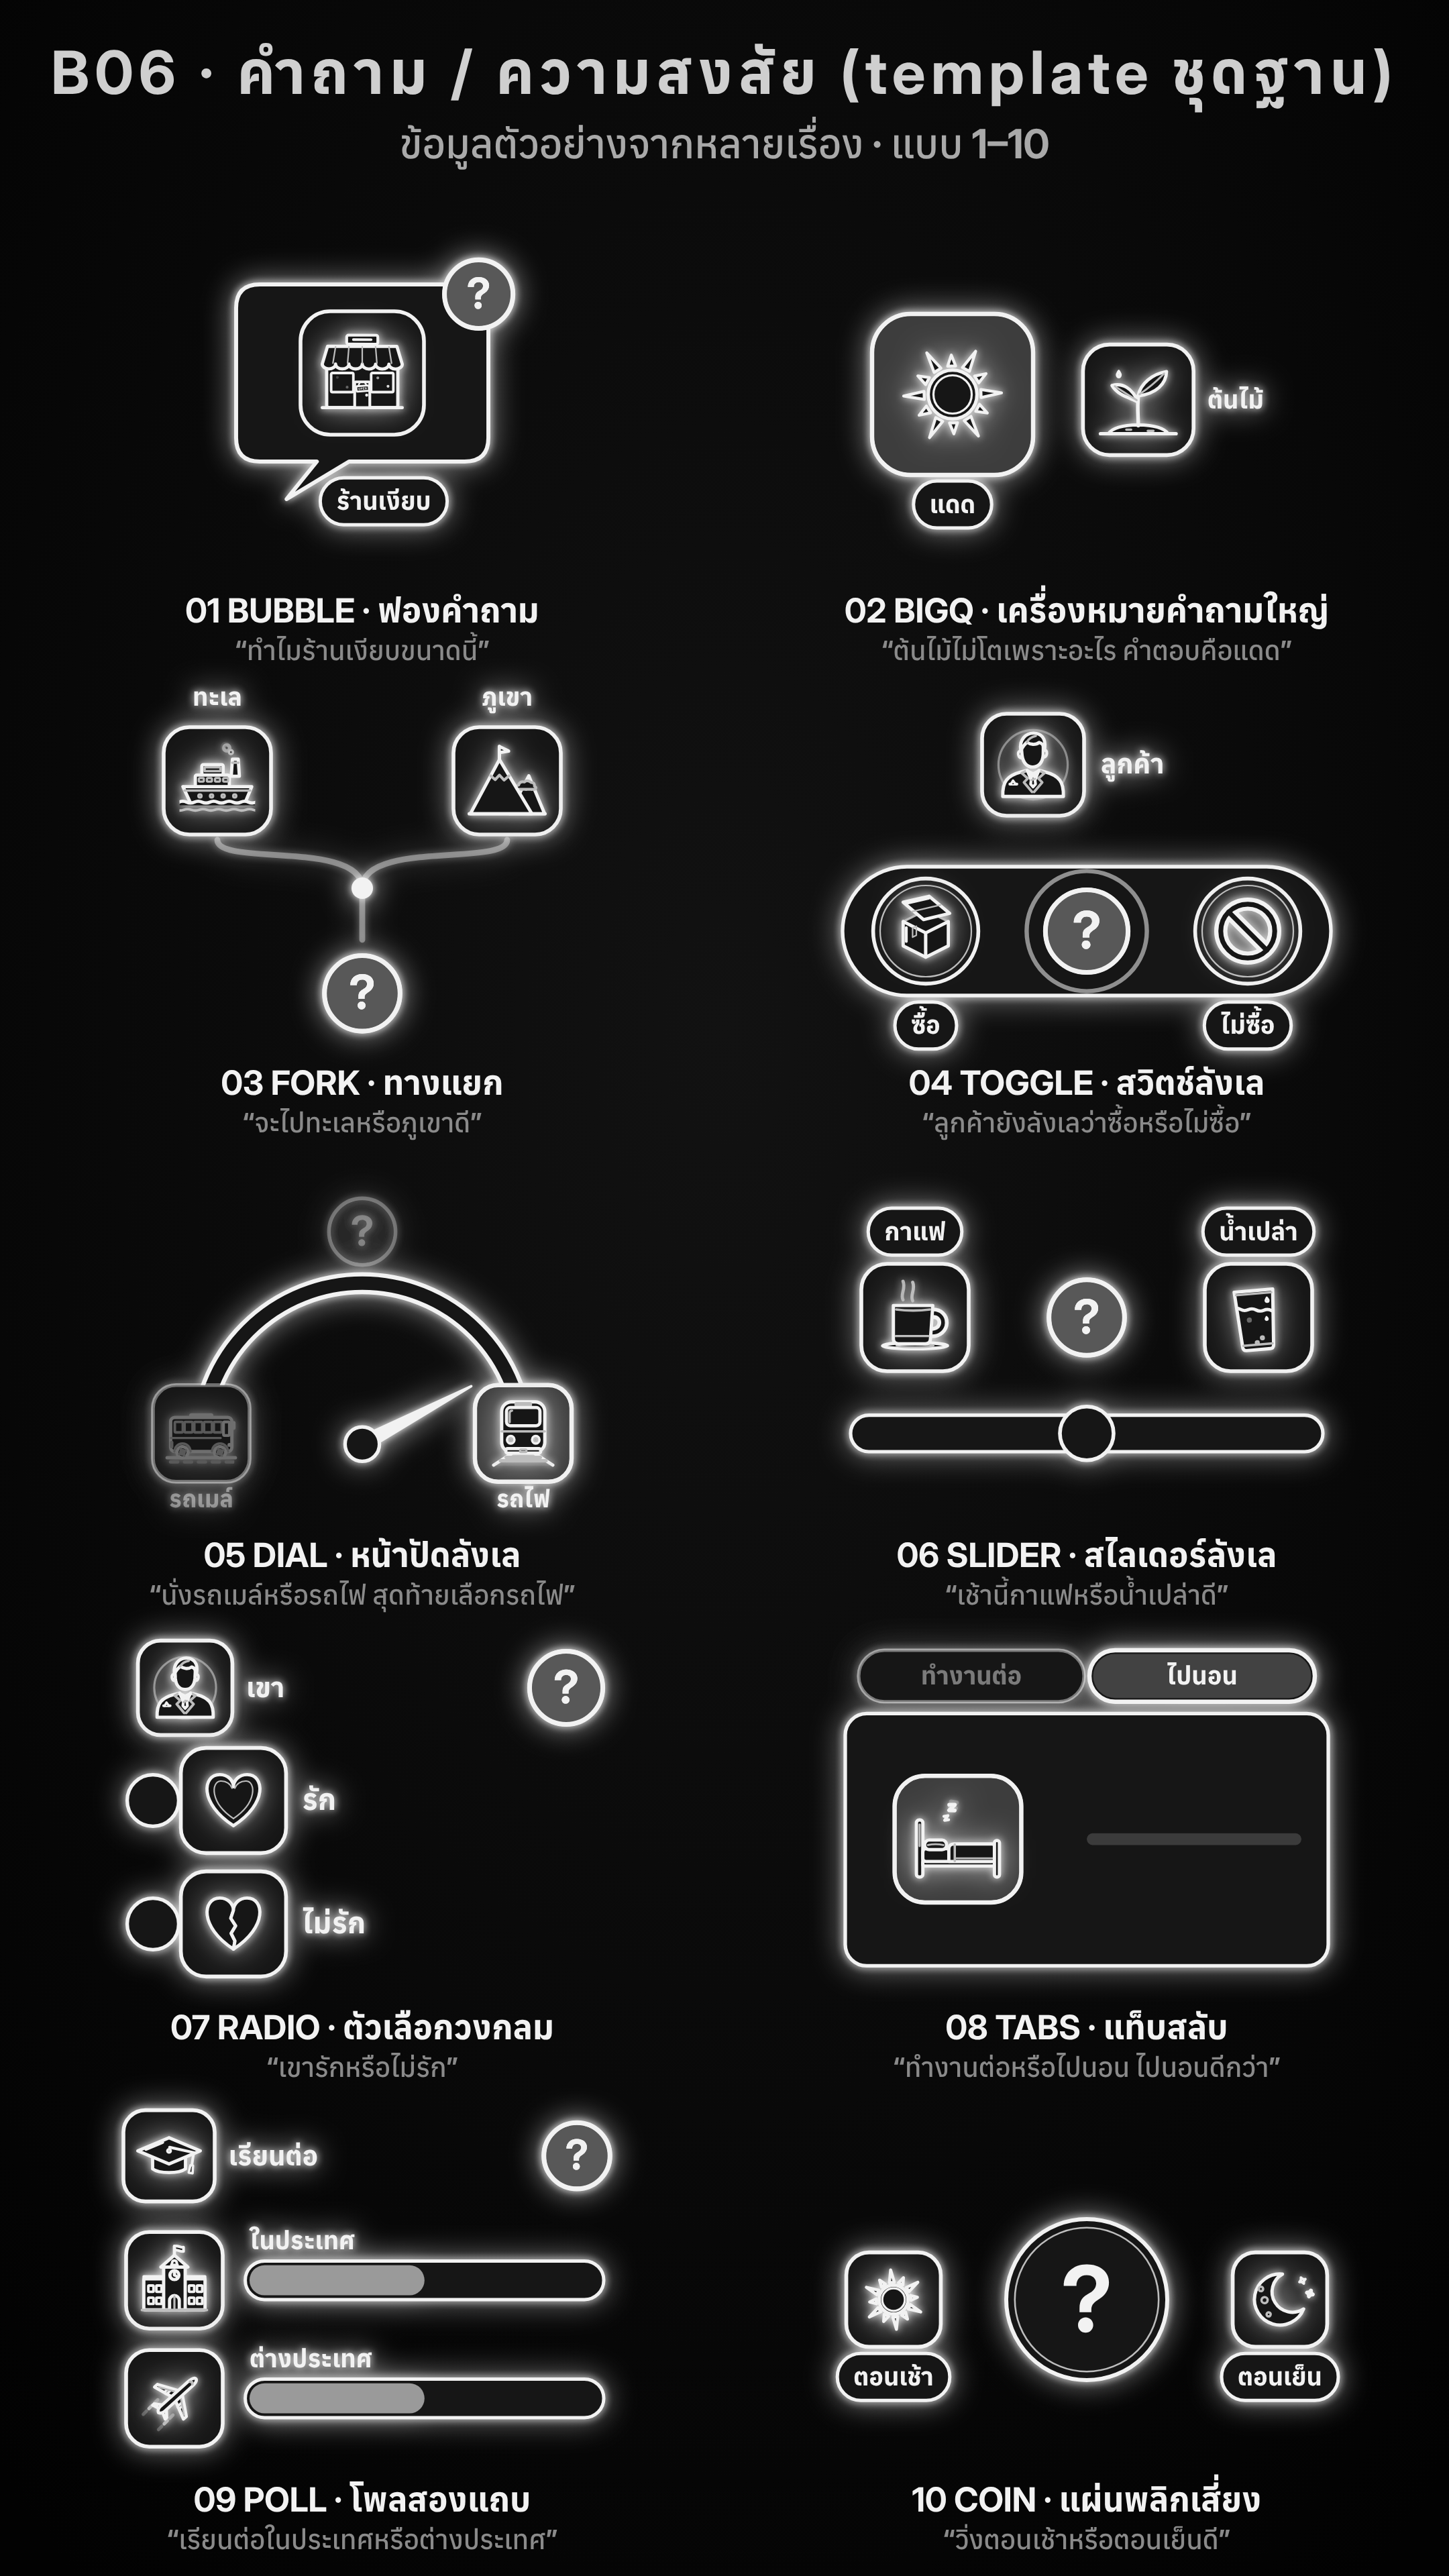 B06 · คำถาม / ความสงสัย (template ชุดฐาน)
ข้อมูลตัวอย่างจากหลายเรื่อง · แบบ 1–10
?
ร้านเงียบ
01 BUBBLE · ฟองคำถาม
“ทำไมร้านเงียบขนาดนี้”
ต้นไม้
แดด
02 BIGQ · เครื่องหมายคำถามใหญ่
“ต้นไม้ไม่โตเพราะอะไร คำตอบคือแดด”
ทะเล
ภูเขา
?
03 FORK · ทางแยก
“จะไปทะเลหรือภูเขาดี”
ลูกค้า
?
ซื้อ
ไม่ซื้อ
04 TOGGLE · สวิตช์ลังเล
“ลูกค้ายังลังเลว่าซื้อหรือไม่ซื้อ”
?
รถเมล์
รถไฟ
05 DIAL · หน้าปัดลังเล
“นั่งรถเมล์หรือรถไฟ สุดท้ายเลือกรถไฟ”
กาแฟ
น้ำเปล่า
?
06 SLIDER · สไลเดอร์ลังเล
“เช้านี้กาแฟหรือน้ำเปล่าดี”
เขา
?
รัก
ไม่รัก
07 RADIO · ตัวเลือกวงกลม
“เขารักหรือไม่รัก”
ทำงานต่อ
ไปนอน
08 TABS · แท็บสลับ
“ทำงานต่อหรือไปนอน ไปนอนดีกว่า”
เรียนต่อ
?
ในประเทศ
ต่างประเทศ
09 POLL · โพลสองแถบ
“เรียนต่อในประเทศหรือต่างประเทศ”
?
ตอนเช้า
ตอนเย็น
10 COIN · แผ่นพลิกเสี่ยง
“วิ่งตอนเช้าหรือตอนเย็นดี”